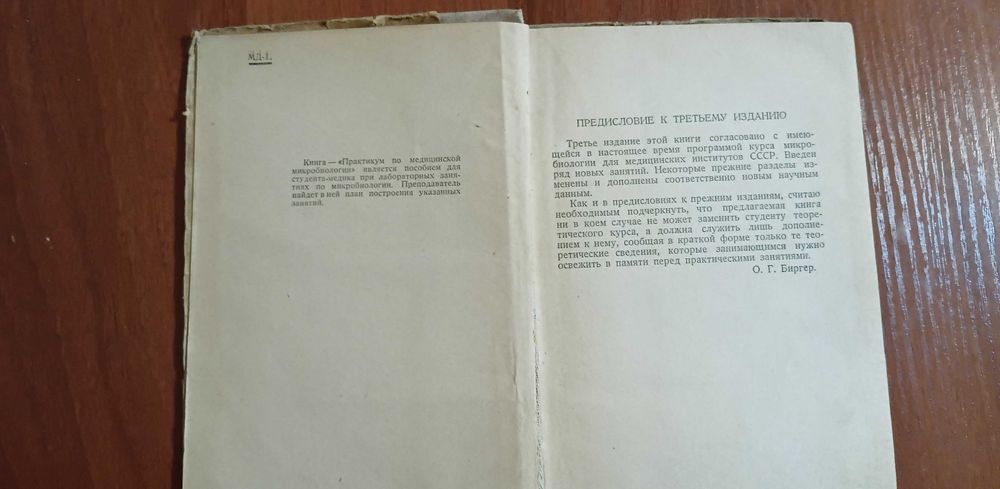 МД-1.
Книга — «Практикум по медицинской
микробиологии» является пособием для
студента-медика при лабораторных заня-
тиях по микробиологии. Преподаватель
найдет в ней план построения указанных
занятий.
ПРЕДИСЛОВИЕ К ТРЕТЬЕМУ ИЗДАНИЮ
Третье издание этой книги согласовано с имею-
щейся в настоящее время программой курса микро-
биологии для медицинских институтов СССР. Введен
ряд новых занятий. Некоторые прежние разделы из-
менены и дополнены соответственно новым научным
данным.
Как и в предисловиях к прежним изданиям, считаю
необходимым подчеркнуть, что предлагаемая книга
ни в коем случае не может заменить студенту теоре-
тического курса, а должна служить лишь дополне-
нием к нему, сообщая в краткой форме только те тео-
ретические сведения, которые занимающимся нужно
освежить в памяти перед практическими занятиями.
О. Г. Биргер.